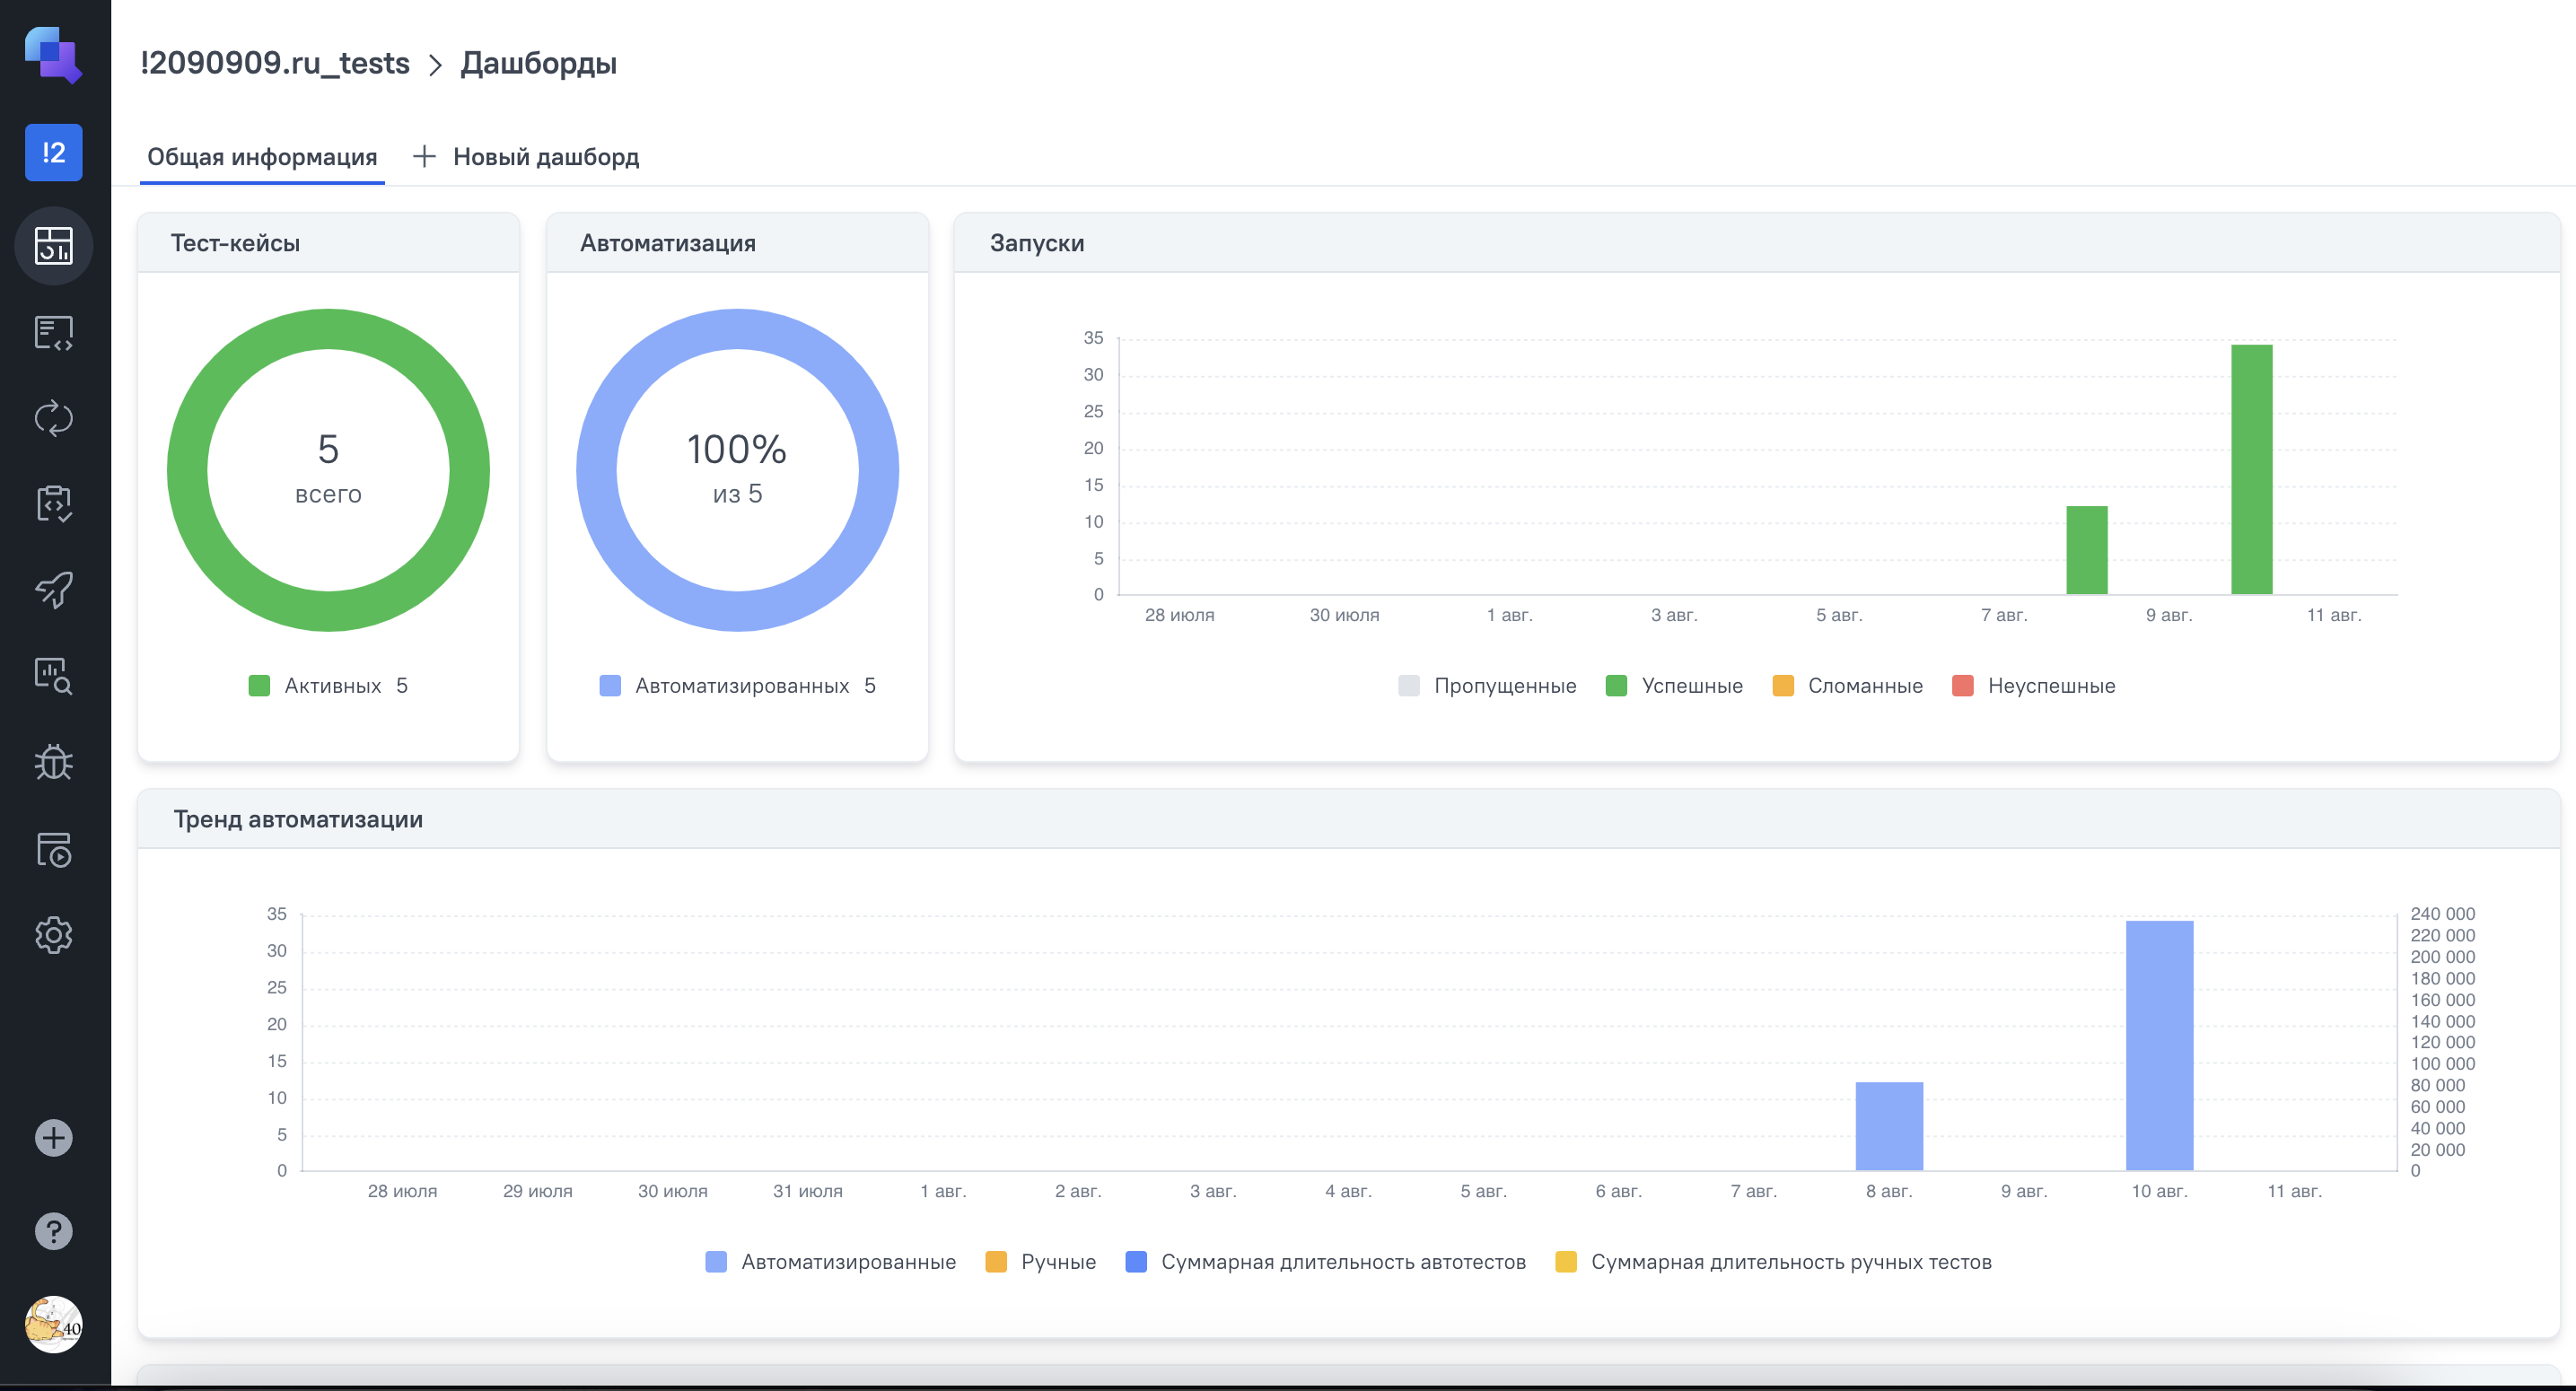 !2090909.ru_tests > Дашборды
!2
Общая информация + Новый дашборд
Тест-кейсы
5
всего
Активных 5
Автоматизация
100%
из 5
Автоматизированных 5
Запуски
35
30
25
20
15
10
5
0
28 июля 30 июля 1 авг. 3 авг. 5 авг. 7 авг. 9 авг. 11 авг.
Пропущенные Успешные Сломанные Неуспешные
Тренд автоматизации
35
30
25
20
15
10
5
0
240 000
220 000
200 000
180 000
160 000
140 000
120 000
100 000
80 000
60 000
40 000
20 000
0
28 июля 29 июля 30 июля 31 июля 1 авг. 2 авг. 3 авг. 4 авг. 5 авг. 6 авг. 7 авг. 8 авг. 9 авг. 10 авг. 11 авг.
Автоматизированные Ручные Суммарная длительность автотестов Суммарная длительность ручных тестов
?
40